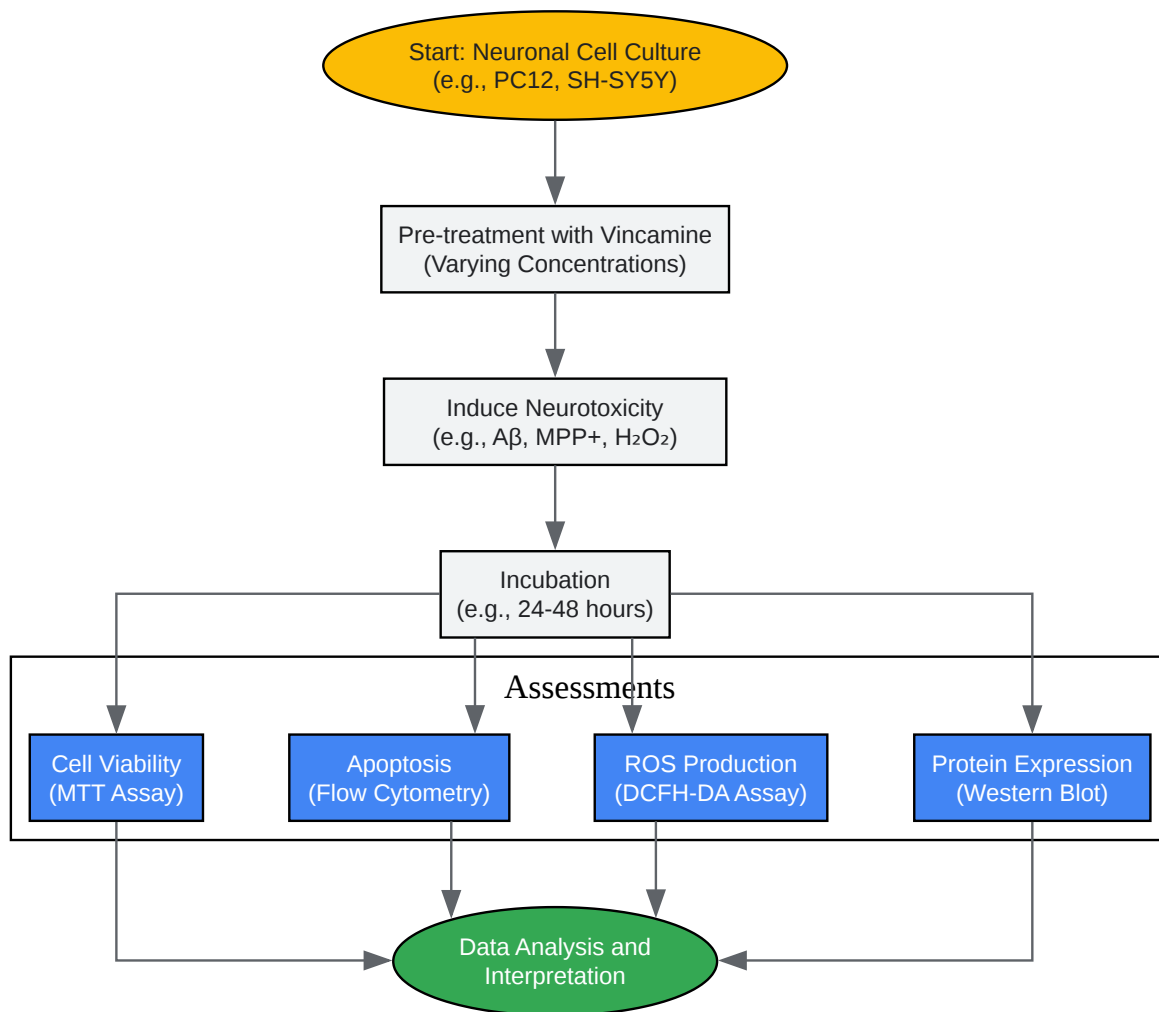 Start: Neuronal Cell Culture
(e.g., PC12, SH-SY5Y)
Pre-treatment with Vincamine
(Varying Concentrations)
Induce Neurotoxicity
(e.g., Aβ, MPP+, H₂O₂)
Incubation
(e.g., 24-48 hours)
Assessments
Cell Viability
(MTT Assay)
Apoptosis
(Flow Cytometry)
ROS Production
(DCFH-DA Assay)
Protein Expression
(Western Blot)
Data Analysis and
Interpretation